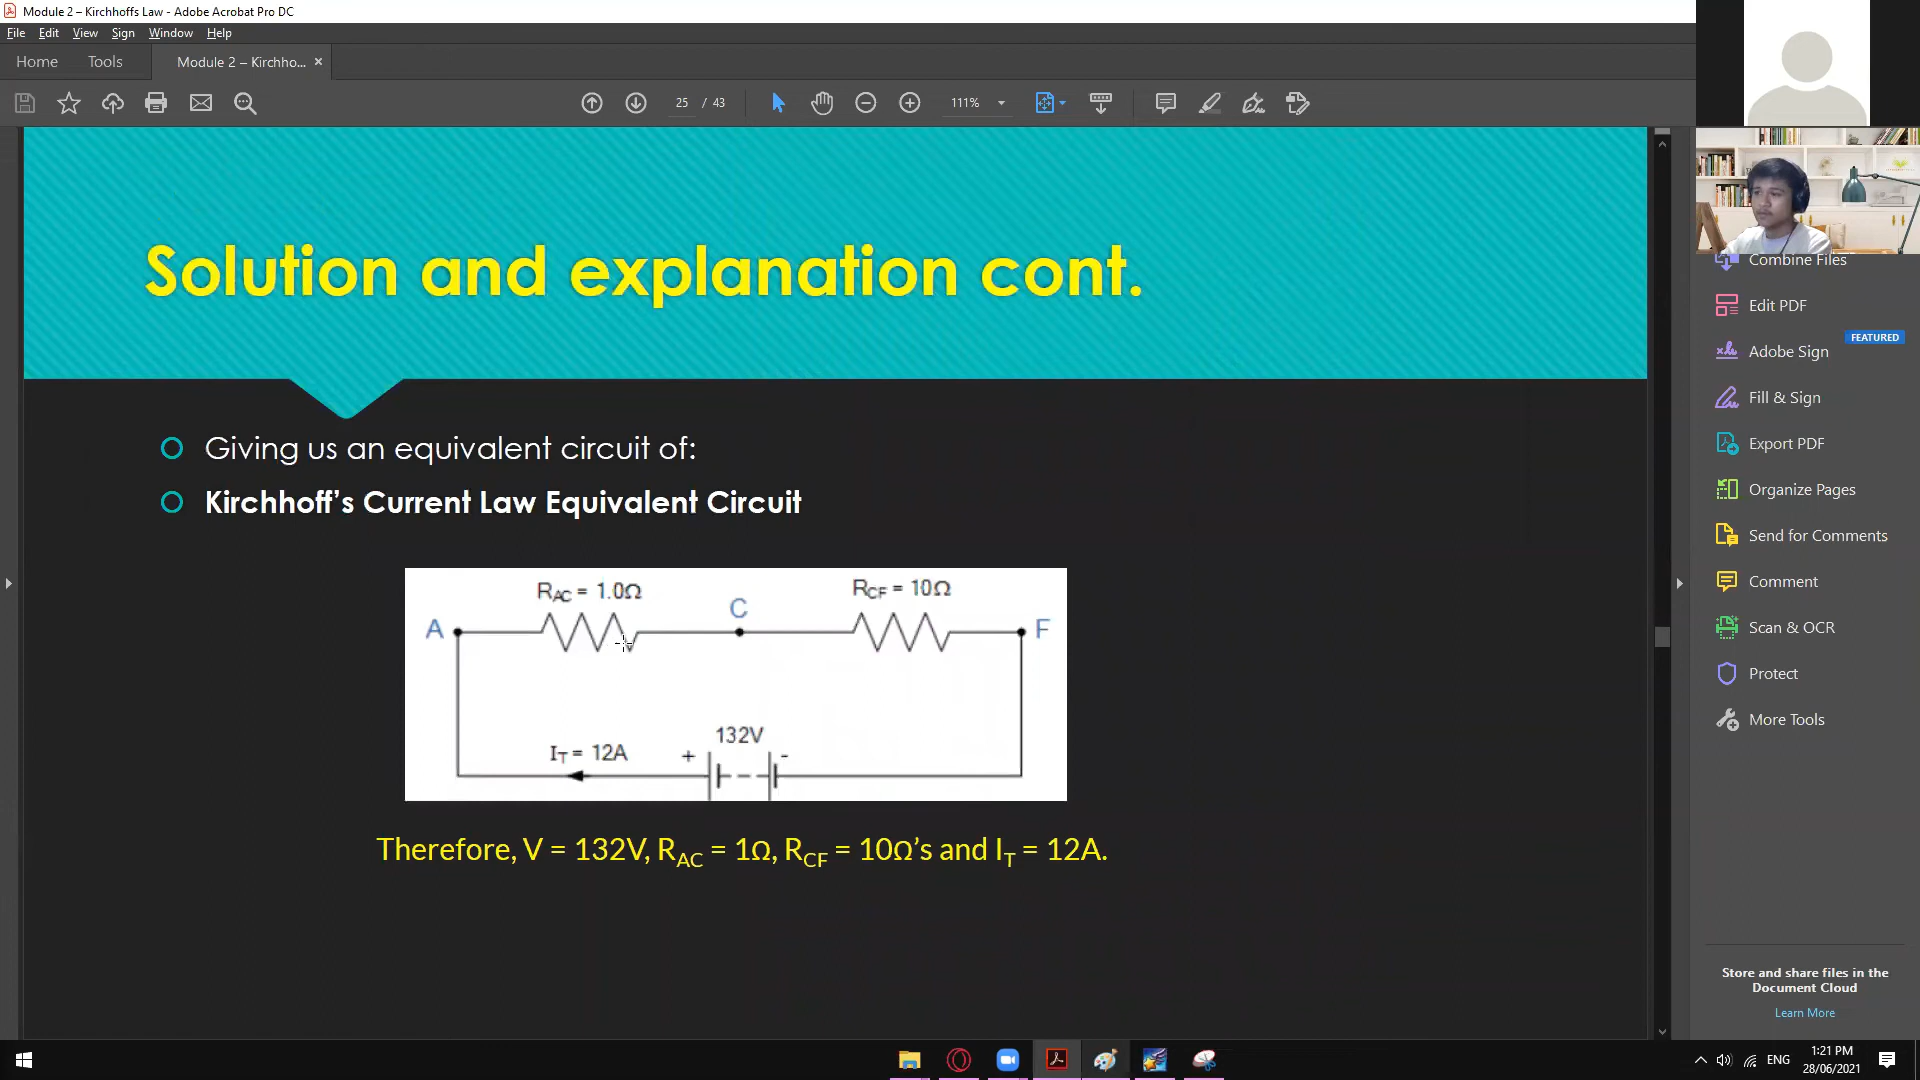 Module 2 – Kirchhoffs Law - Adobe Acrobat Pro DC
File Edit View Sign Window Help
Home Tools Module 2 – Kirchho... ×
25 / 43 111%
Solution and explanation cont.
Giving us an equivalent circuit of:
Kirchhoff’s Current Law Equivalent Circuit
RAC = 1.0Ω RCF = 10Ω
A C F
132V
IT = 12A + -
Therefore, V = 132V, RAC = 1Ω, RCF = 10Ω’s and IT = 12A.
Combine Files
Edit PDF
FEATURED
Adobe Sign
Fill & Sign
Export PDF
Organize Pages
Send for Comments
Comment
Scan & OCR
Protect
More Tools
Store and share files in the
Document Cloud
Learn More
ENG 1:21 PM
28/06/2021